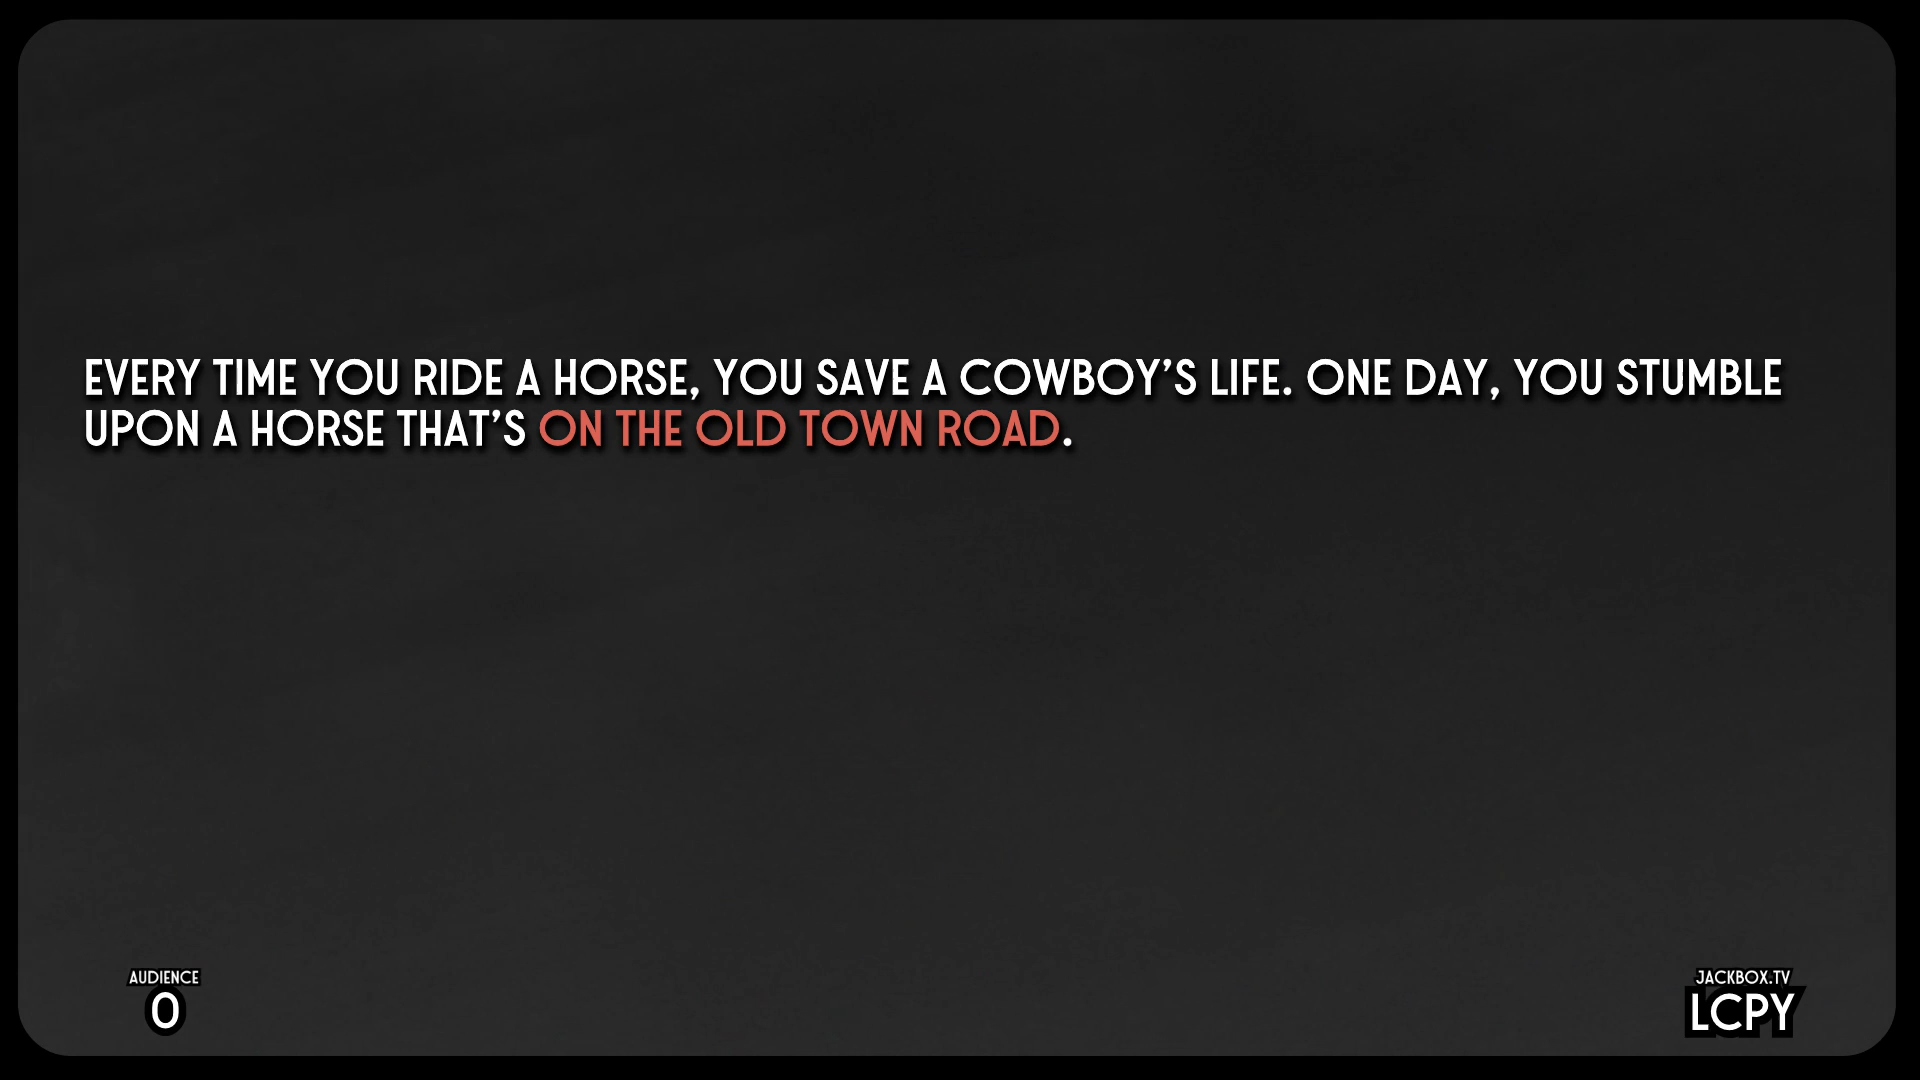 EVERY TIME YOU RIDE A HORSE, YOU SAVE A COWBOY’S LIFE. ONE DAY, YOU STUMBLE
UPON A HORSE THAT’S ON THE OLD TOWN ROAD.
AUDIENCE
0
JACKBOX.TV
LCPY